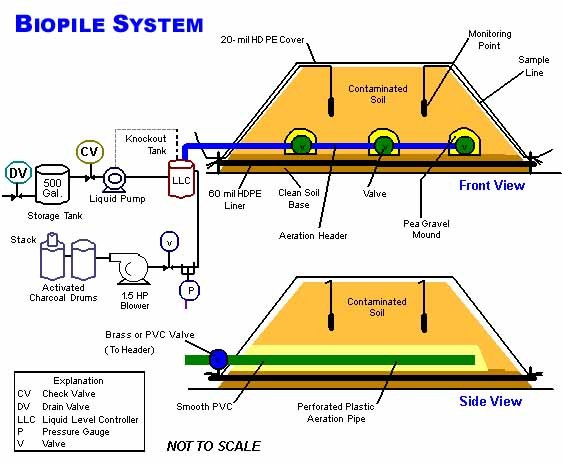 BIOPILE SYSTEM
20- mil HDPE Cover
Monitoring
Point
Sample
Line
Contaminated
Soil
CV
Knockout
Tank
DV
500
Gal.
LLC
V
V
V
Storage Tank
Liquid Pump
60 mil HDPE
Liner
Clean Soil
Base
Valve
Front View
Aeration Header
Pea Gravel
Mound
Stack
V
P
Activated
Charcoal Drums
1.5 HP
Blower
Contaminated
Soil
Brass or PVC Valve
(To Header)
V
Smooth PVC
Perforated Plastic
Aeration Pipe
Side View
Explanation
CV Check Valve
DV Drain Valve
LLC Liquid Level Controller
P Pressure Gauge
V Valve
NOT TO SCALE